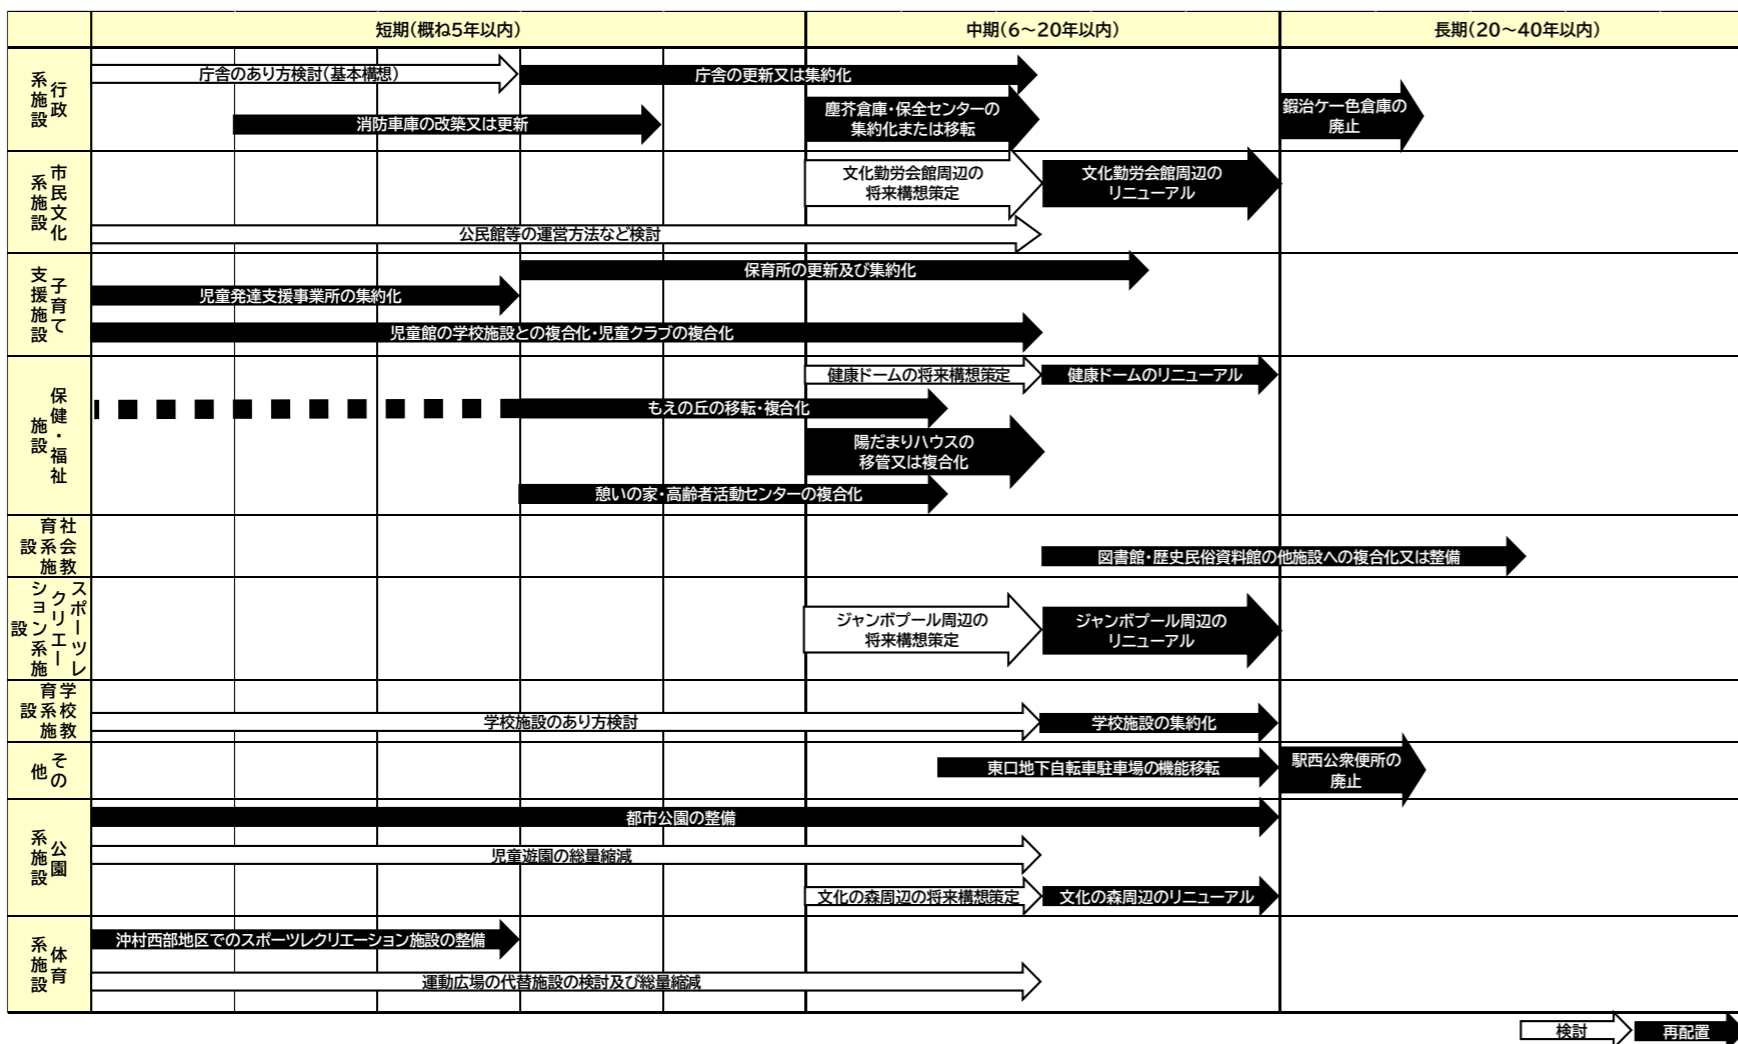 短期(概ね5年以内)
中期(6～20年以内)
長期(20～40年以内)
行政系施設
庁舎のあり方検討(基本構想)
庁舎の更新又は集約化
消防車庫の改築又は更新
塵芥倉庫・保全センターの
集約化または移転
鍜治ケ一色倉庫の
廃止
市民文化系施設
文化勤労会館周辺の
将来構想策定
文化勤労会館周辺の
リニューアル
公民館等の運営方法など検討
子育て支援施設
保育所の更新及び集約化
児童発達支援事業所の集約化
児童館の学校施設との複合化・児童クラブの複合化
保健・福祉施設
健康ドームの将来構想策定
健康ドームのリニューアル
もえの丘の移転・複合化
陽だまりハウスの
移管又は複合化
憩いの家・高齢者活動センターの複合化
社会教育系施設
図書館・歴史民俗資料館の他施設への複合化又は整備
スポーツレクリエーション系施設
ジャンボプール周辺の
将来構想策定
ジャンボプール周辺の
リニューアル
学校教育系施設
学校施設のあり方検討
学校施設の集約化
その他
東口地下自転車駐車場の機能移転
駅西公衆便所の
廃止
公園系施設
都市公園の整備
児童遊園の総量縮減
文化の森周辺の将来構想策定
文化の森周辺のリニューアル
体育系施設
沖村西部地区でのスポーツレクリエーション施設の整備
運動広場の代替施設の検討及び総量縮減
検討
再配置